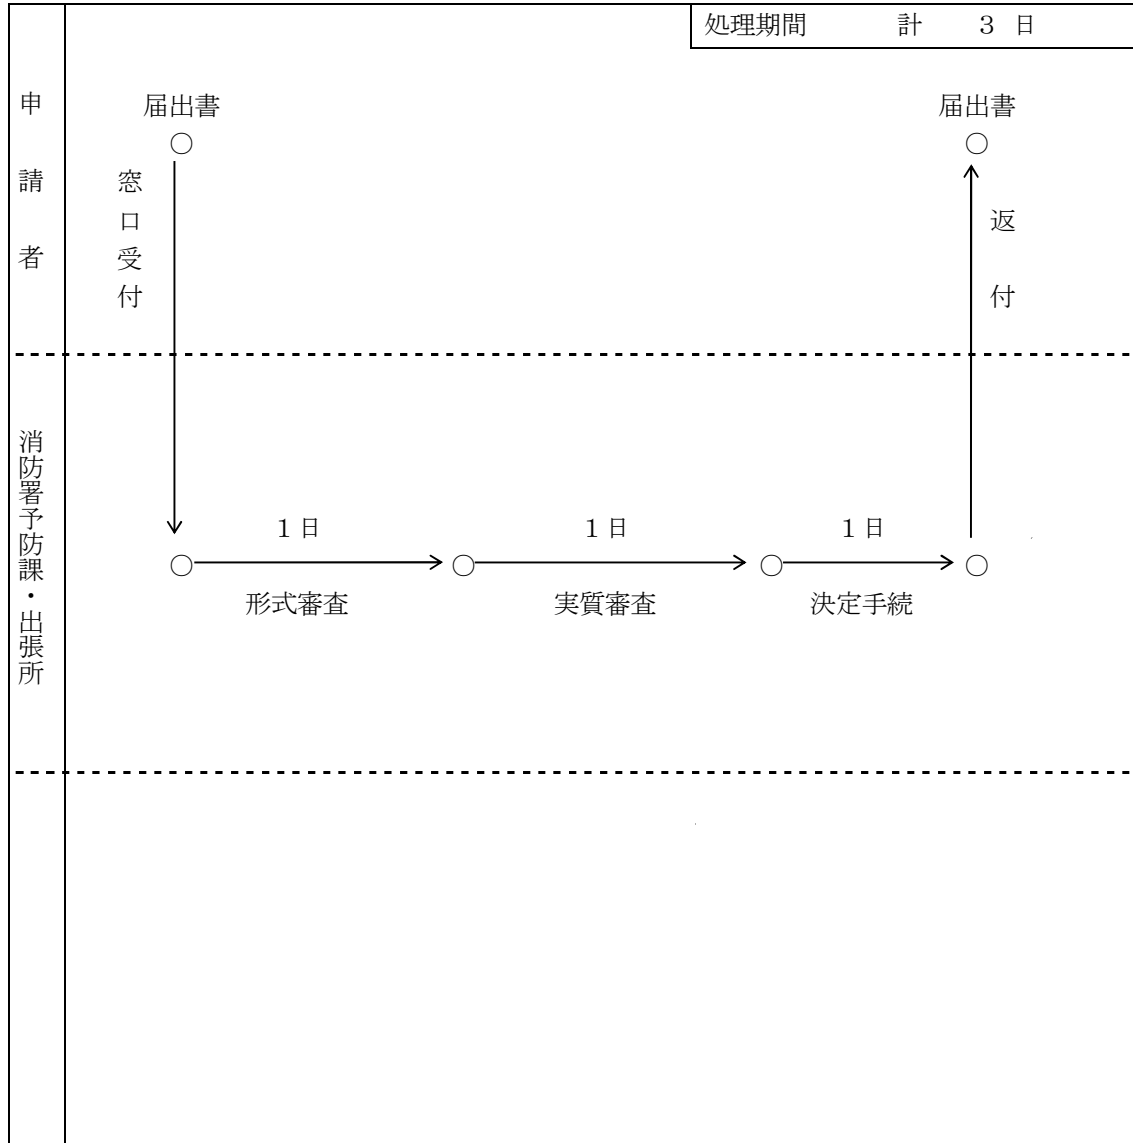 処理期間　計　３ 日
申請者
届出書
届出書
○
○
窓口受付
返付
消防署予防課・出張所
１日
１日
１日
○
○
○
○
形式審査
実質審査
決定手続